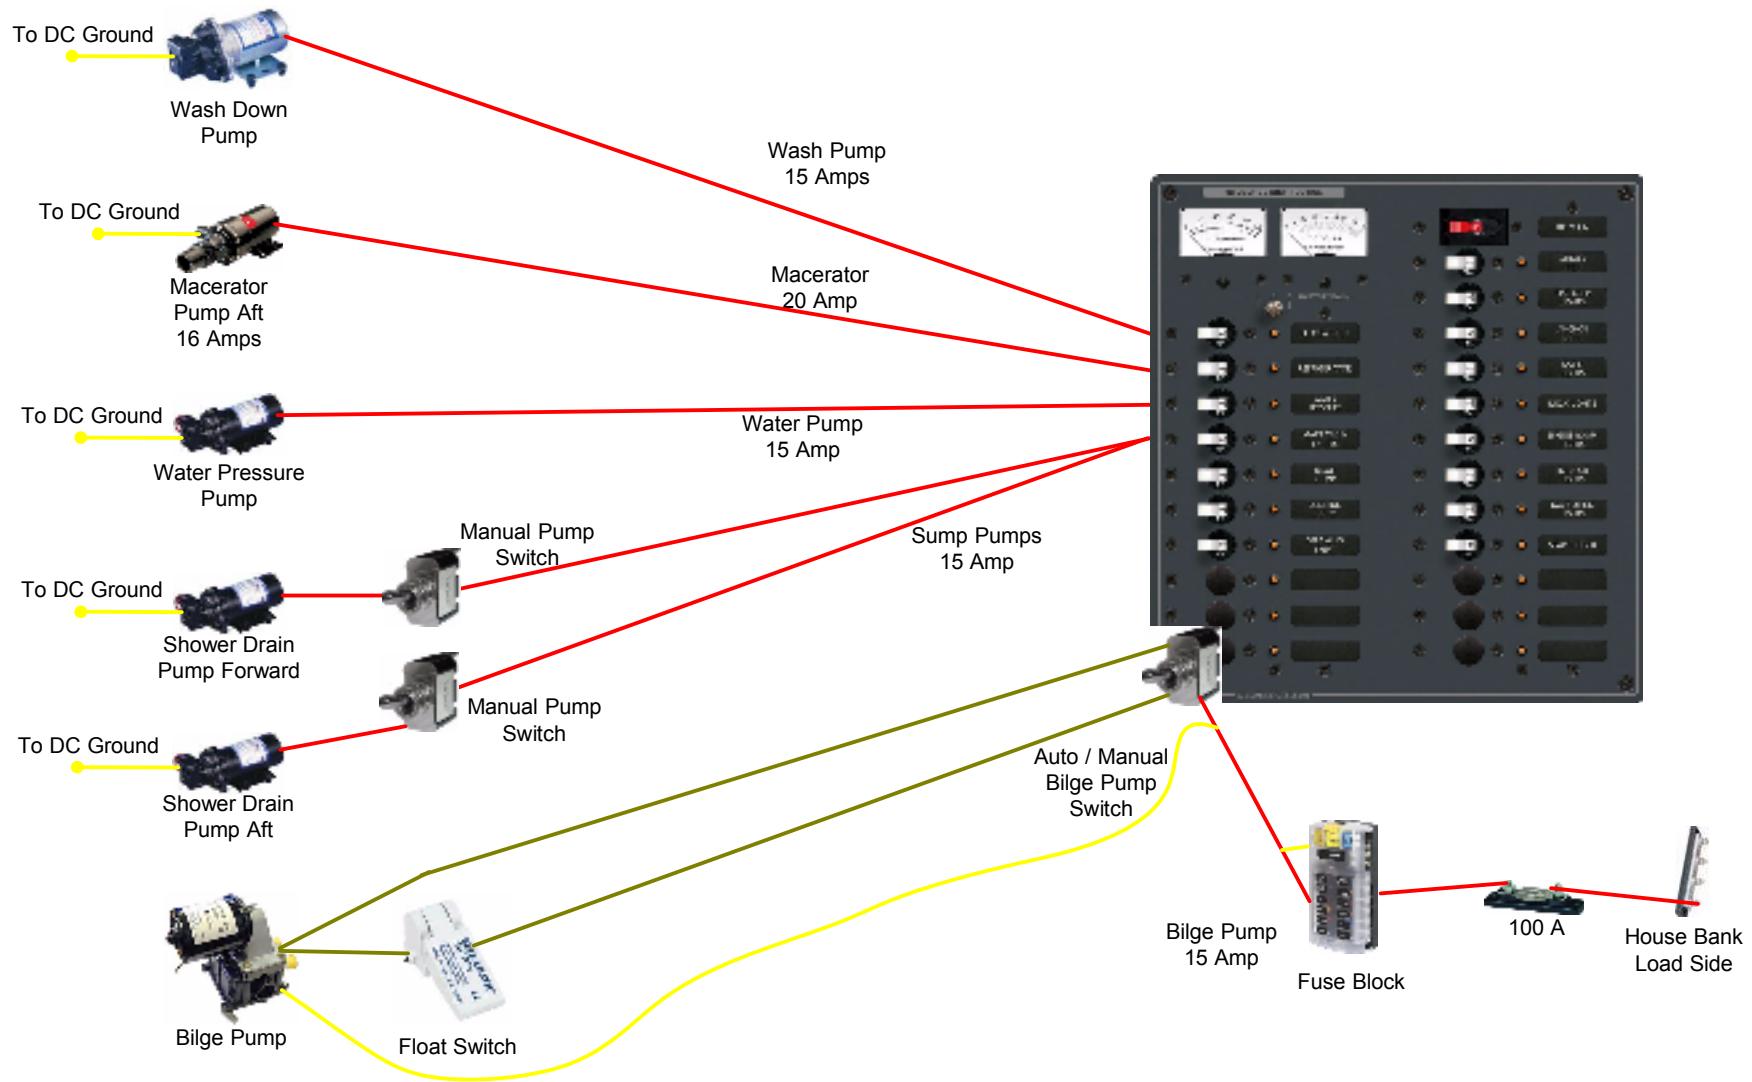 To DC Ground
Wash Down
Pump
Wash Pump
15 Amps
To DC Ground
Macerator
Pump Aft
16 Amps
Macerator
20 Amp
To DC Ground
Water Pressure
Pump
Water Pump
15 Amp
Manual Pump
Switch
Sump Pumps
15 Amp
To DC Ground
Shower Drain
Pump Forward
Manual Pump
Switch
To DC Ground
Shower Drain
Pump Aft
Auto / Manual
Bilge Pump
Switch
Bilge Pump
15 Amp
Fuse Block
100 A
House Bank
Load Side
Bilge Pump
Float Switch